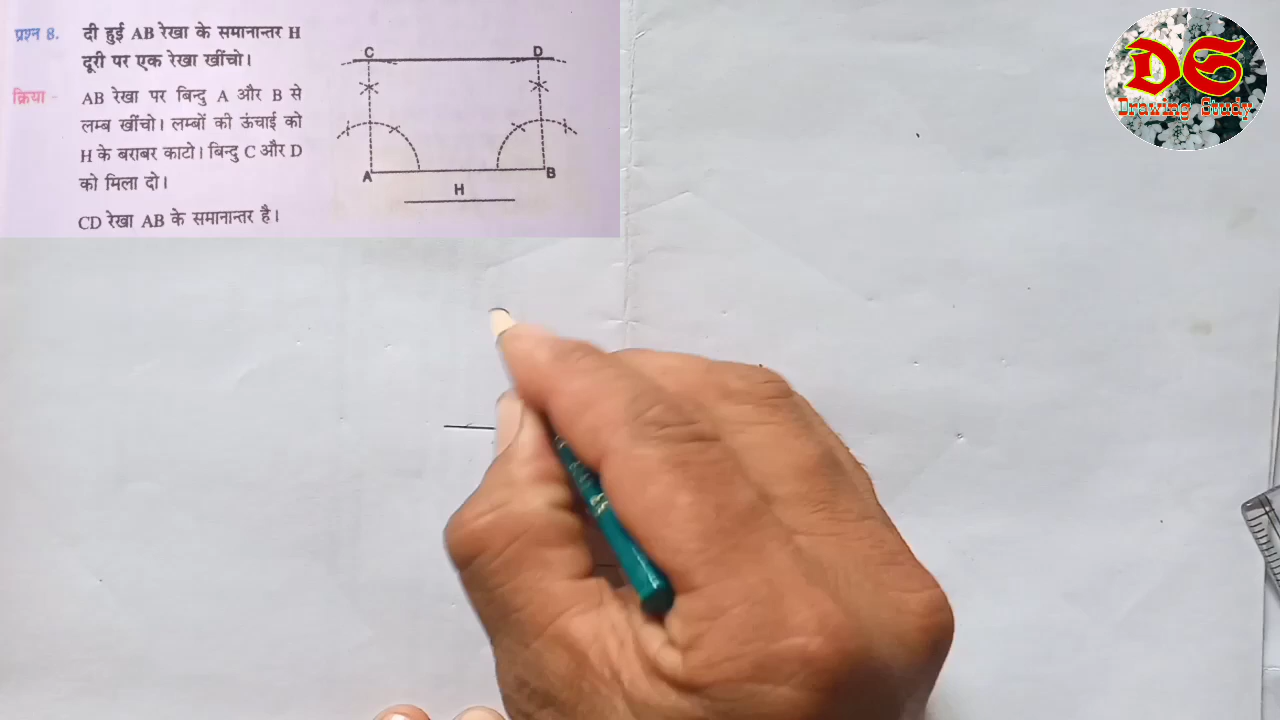 प्रश्न 8. दी हुई AB रेखा के समानान्तर H
दूरी पर एक रेखा खींचो।
क्रिया - AB रेखा पर बिन्दु A और B से
लम्ब खींचो। लम्बों की ऊंचाई को
H के बराबर काटो। बिन्दु C और D
को मिला दो।
CD रेखा AB के समानान्तर है।
C D
A B
H
DS
Drawing Study